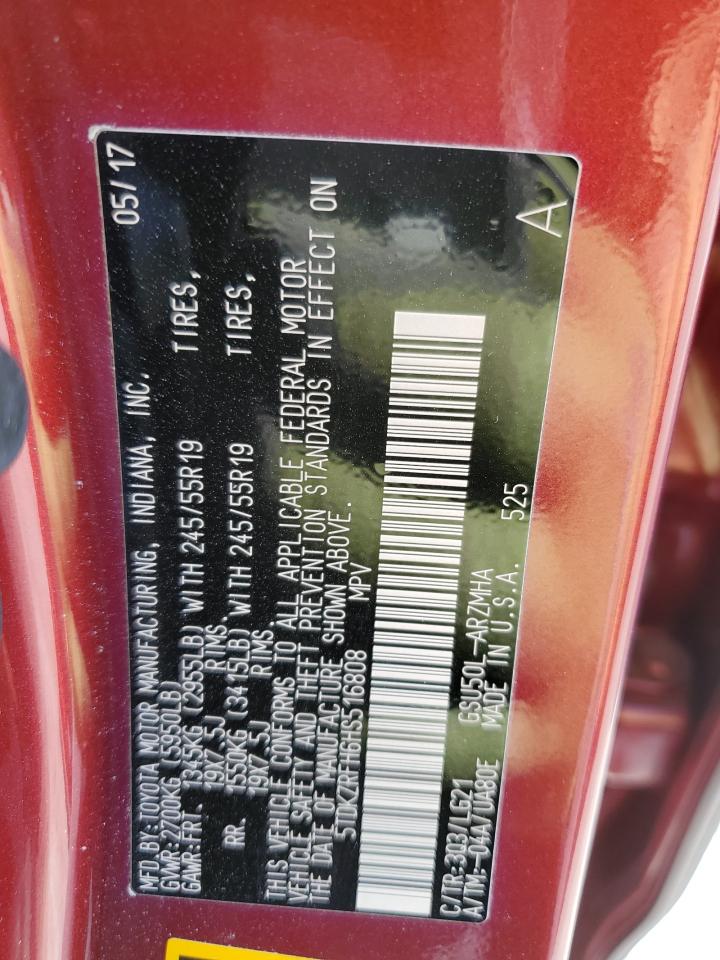 MFD.BY:TOYOTA MOTOR MANUFACTURING, INDIANA, INC. 05/17
GVWR:2700KG (5950LB)
GAWR:FRT. 1345KG (2955LB) WITH 245/55R19 TIRES,
19X7.5J RIMS
RR. 1550KG (3415LB) WITH 245/55R19 TIRES,
19X7.5J RIMS
THIS VEHICLE CONFORMS TO ALL APPLICABLE FEDERAL MOTOR
VEHICLE SAFETY AND THEFT PREVENTION STANDARDS IN EFFECT ON
THE DATE OF MANUFACTURE SHOWN ABOVE.
MPV
C/TR:3Q3/LG21 GSU50L-ARZMHA 525
A/TM:-04A/UA80E MADE IN U.S.A. A